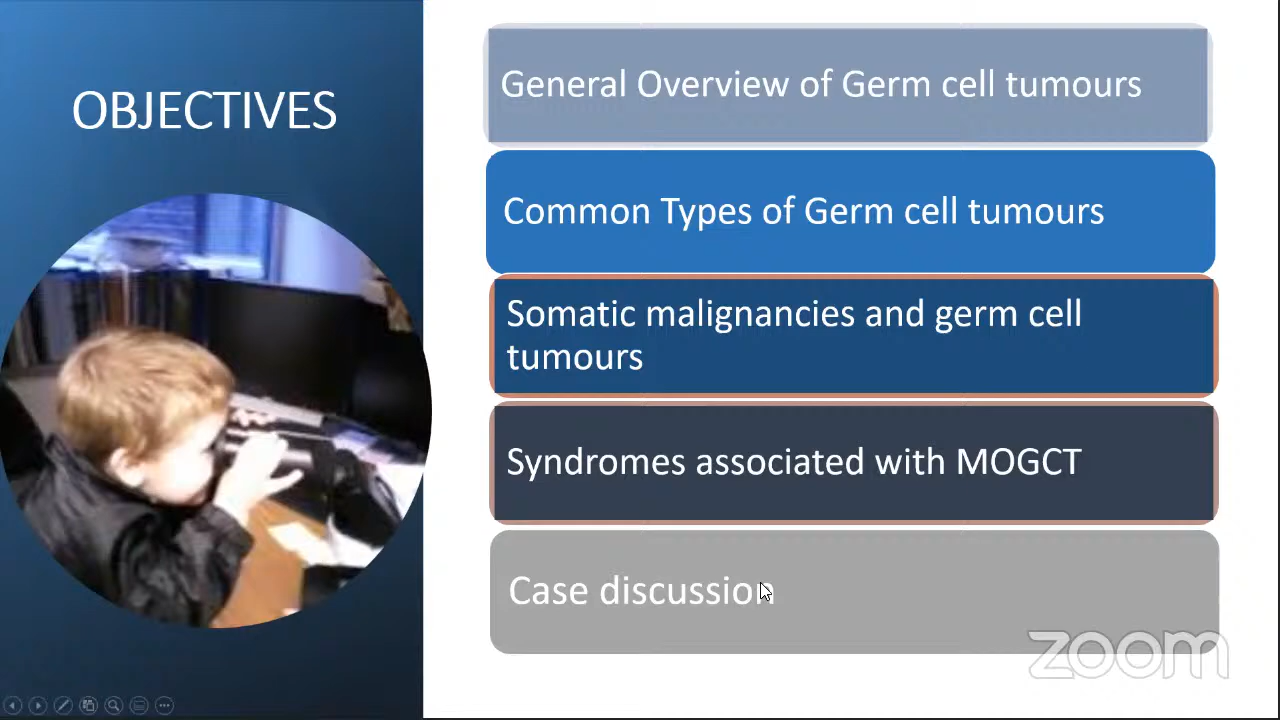 OBJECTIVES
General Overview of Germ cell tumours
Common Types of Germ cell tumours
Somatic malignancies and germ cell
tumours
Syndromes associated with MOGCT
Case discussion
zoom